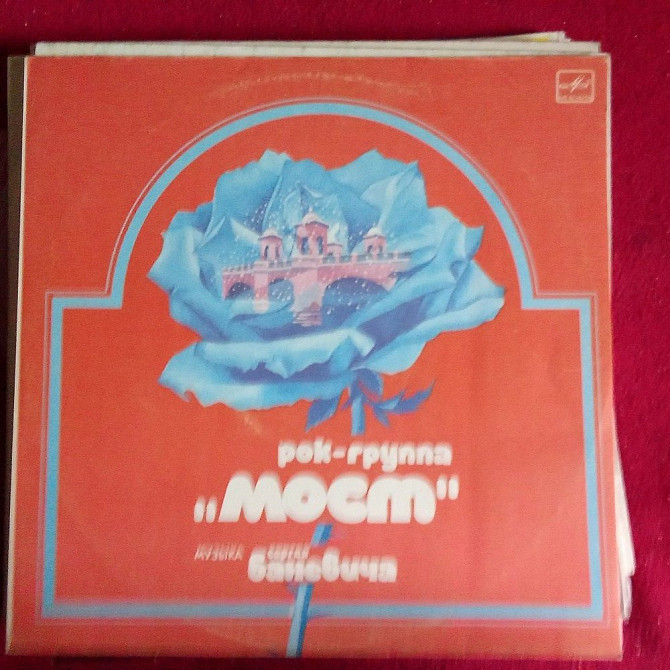 рок-группа
„мост“
музыка сергея
баневича